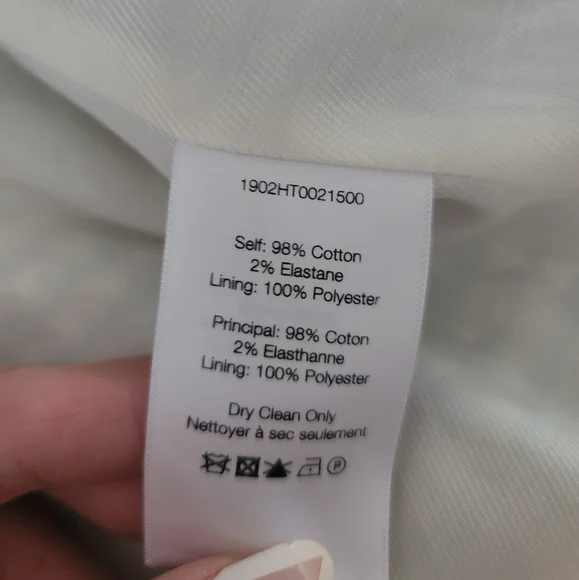 1902HT0021500
Self: 98% Cotton
2% Elastane
Lining: 100% Polyester
Principal: 98% Coton
2% Elasthanne
Lining: 100% Polyester
Dry Clean Only
Nettoyer à sec seulement
P